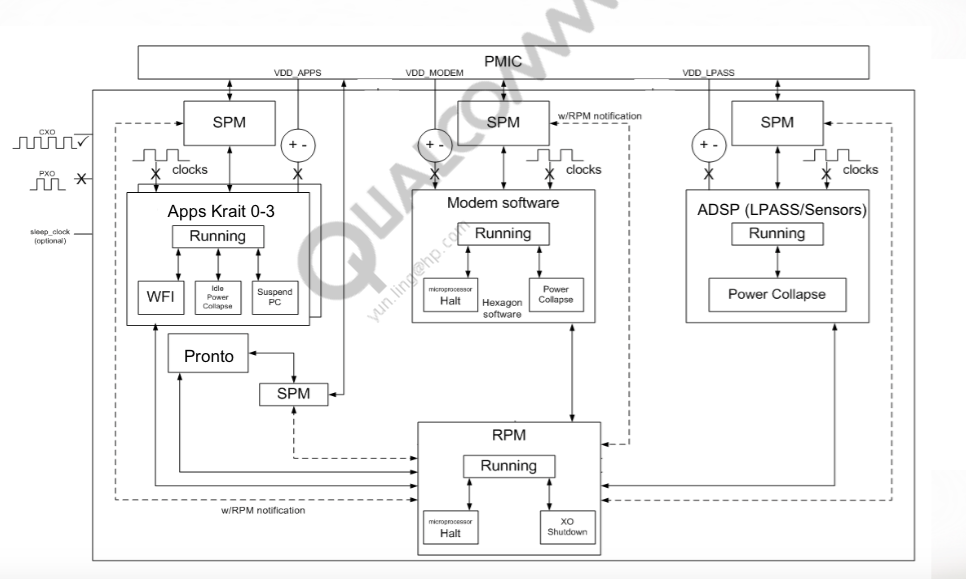 QUALCOMM
PMIC
VDD_APPS
VDD_MODEM
VDD_LPASS
SPM
SPM
SPM
w/RPM notification
CXO
PXO
sleep_clock
(optional)
+ -
+ -
+ -
clocks
clocks
clocks
Apps Krait 0-3
Running
WFI
Idle
Power
Collapse
Suspend
PC
Modem software
Running
microprocessor
Halt
Hexagon
software
Power
Collapse
ADSP (LPASS/Sensors)
Running
Power Collapse
yun.ling@hp.com
Pronto
SPM
RPM
Running
microprocessor
Halt
XO
Shutdown
w/RPM notification